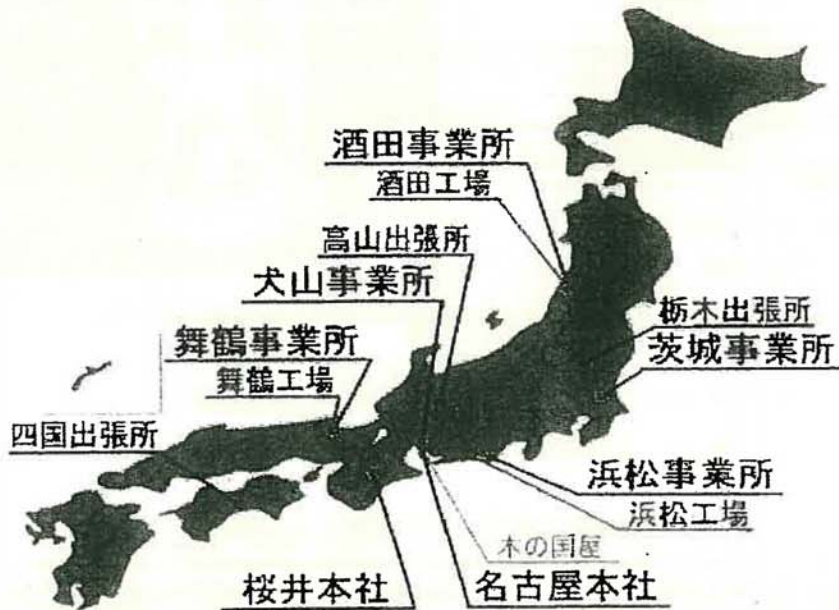 酒田事業所
酒田工場
高山出張所
犬山事業所
栃木出張所
舞鶴事業所
茨城事業所
舞鶴工場
四国出張所
浜松事業所
浜松工場
木の国屋
桜井本社
名古屋本社